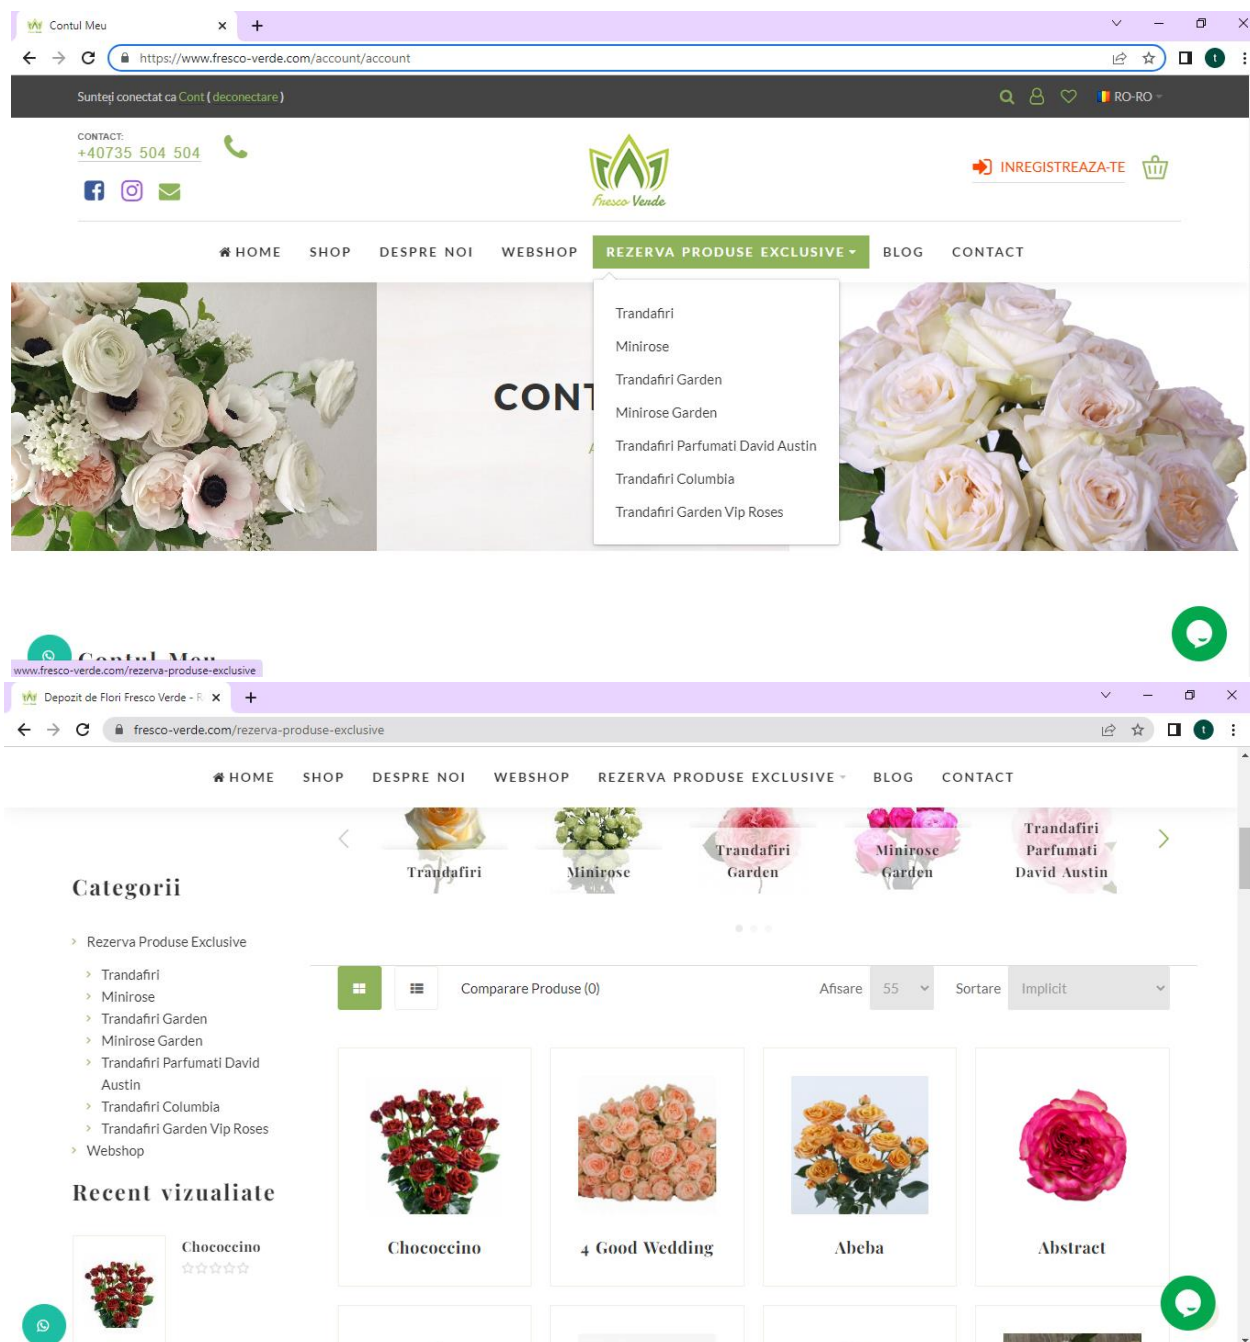 Contul Meu
https://www.fresco-verde.com/account/account
t
Sunteți conectat ca Cont ( deconectare )
RO-RO
CONTACT:
+40735 504 504
Fresco Verde
INREGISTREAZA-TE
HOME SHOP DESPRE NOI WEBSHOP REZERVA PRODUSE EXCLUSIVE BLOG CONTACT
Trandafiri
Minirose
Trandafiri Garden
Minirose Garden
Trandafiri Parfumati David Austin
Trandafiri Columbia
Trandafiri Garden Vip Roses
CONT
A
Contul Meu
www.fresco-verde.com/rezerva-produse-exclusive
Depozit de Flori Fresco Verde - R
fresco-verde.com/rezerva-produse-exclusive
t
HOME SHOP DESPRE NOI WEBSHOP REZERVA PRODUSE EXCLUSIVE BLOG CONTACT
Trandafiri
Minirose
Trandafiri
Garden
Minirose
Garden
Trandafiri
Parfumati
David Austin
Categorii
Rezerva Produse Exclusive
Trandafiri
Minirose
Trandafiri Garden
Minirose Garden
Trandafiri Parfumati David
Austin
Trandafiri Columbia
Trandafiri Garden Vip Roses
Webshop
Recent vizualiate
Chococcino
Comparare Produse (0)
Afisare 55 Sortare Implicit
Chococcino
4 Good Wedding
Abeba
Abstract